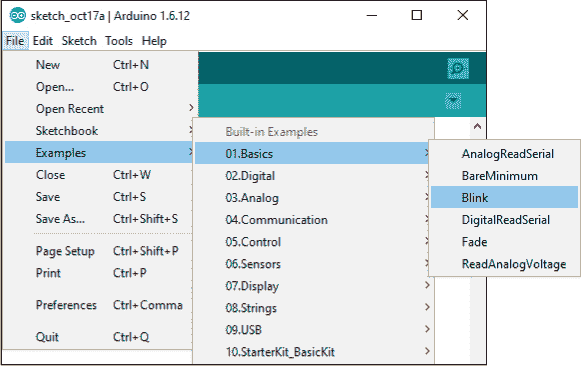 sketch_oct17a | Arduino 1.6.12
File Edit Sketch Tools Help
New Ctrl+N
Open... Ctrl+O
Open Recent
Sketchbook
Examples
Close Ctrl+W
Save Ctrl+S
Save As... Ctrl+Shift+S
Page Setup Ctrl+Shift+P
Print Ctrl+P
Preferences Ctrl+Comma
Quit Ctrl+Q
Built-in Examples
01.Basics
02.Digital
03.Analog
04.Communication
05.Control
06.Sensors
07.Display
08.Strings
09.USB
10.StarterKit_BasicKit
AnalogReadSerial
BareMinimum
Blink
DigitalReadSerial
Fade
ReadAnalogVoltage